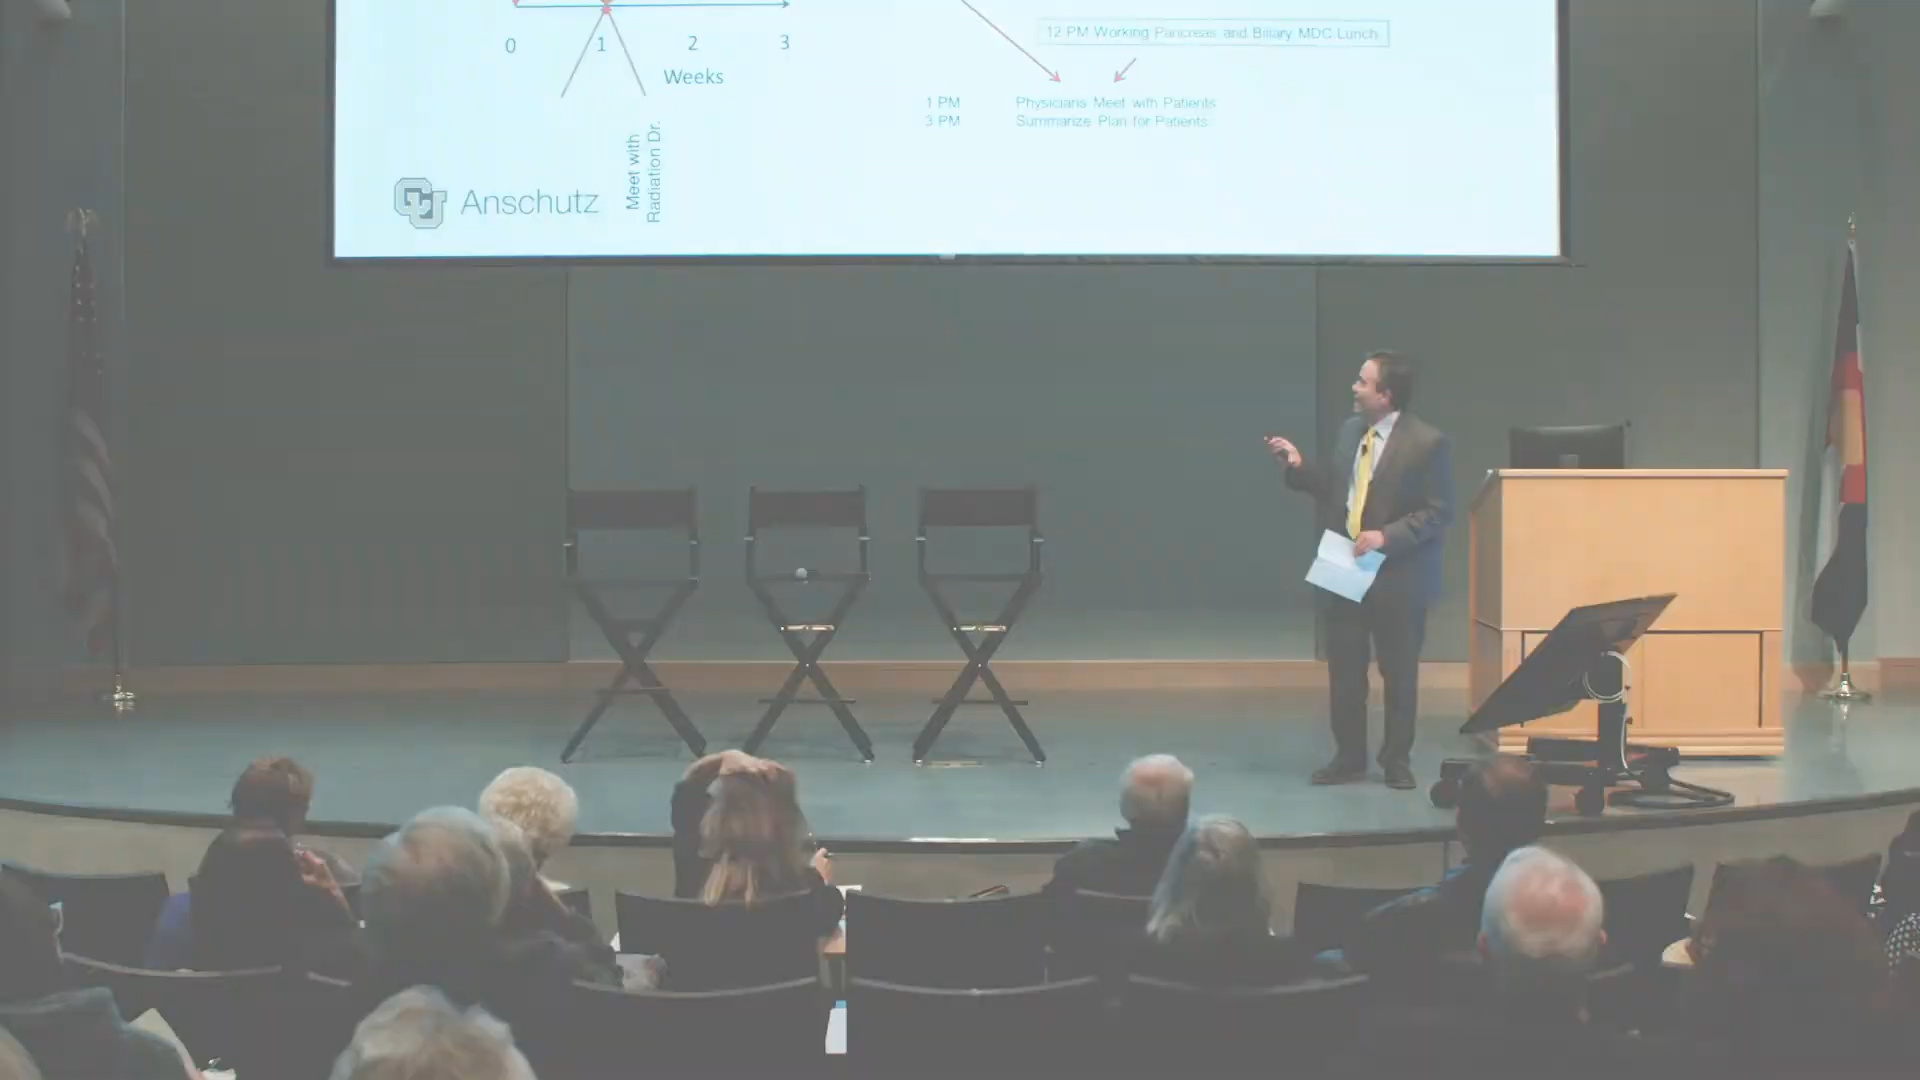 0 1 2 3
Weeks
Meet with
Radiation Dr.
CU Anschutz
12 PM Working Pancreas and Biliary MDC Lunch
1 PM Physicians Meet with Patients
3 PM Summarize Plan for Patients